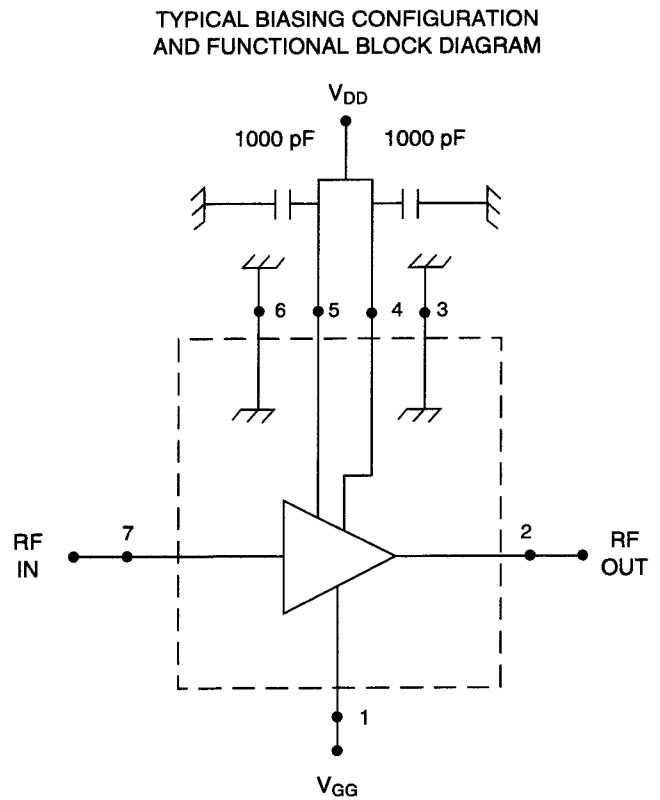 TYPICAL BIASING CONFIGURATION
AND FUNCTIONAL BLOCK DIAGRAM
VDD
1000 pF 1000 pF
6 5 4 3
7 2
RF
IN
RF
OUT
1
VGG